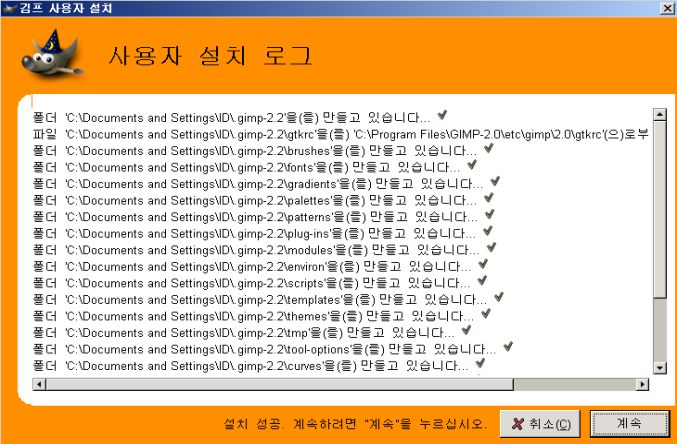 김프 사용자 설치
사용자 설치 로그
폴더 'C:\Documents and Settings\ID\.gimp-2.2'을(를) 만들고 있습니다...
파일 'C:\Documents and Settings\ID\.gimp-2.2\gtkrc'을(를) 'C:\Program Files\GIMP-2.0\etc\gimp\2.0\gtkrc'(으)로부
폴더 'C:\Documents and Settings\ID\.gimp-2.2\brushes'을(를) 만들고 있습니다...
폴더 'C:\Documents and Settings\ID\.gimp-2.2\fonts'을(를) 만들고 있습니다...
폴더 'C:\Documents and Settings\ID\.gimp-2.2\gradients'을(를) 만들고 있습니다...
폴더 'C:\Documents and Settings\ID\.gimp-2.2\palettes'을(를) 만들고 있습니다...
폴더 'C:\Documents and Settings\ID\.gimp-2.2\patterns'을(를) 만들고 있습니다...
폴더 'C:\Documents and Settings\ID\.gimp-2.2\plug-ins'을(를) 만들고 있습니다...
폴더 'C:\Documents and Settings\ID\.gimp-2.2\modules'을(를) 만들고 있습니다...
폴더 'C:\Documents and Settings\ID\.gimp-2.2\environ'을(를) 만들고 있습니다...
폴더 'C:\Documents and Settings\ID\.gimp-2.2\scripts'을(를) 만들고 있습니다...
폴더 'C:\Documents and Settings\ID\.gimp-2.2\templates'을(를) 만들고 있습니다...
폴더 'C:\Documents and Settings\ID\.gimp-2.2\themes'을(를) 만들고 있습니다...
폴더 'C:\Documents and Settings\ID\.gimp-2.2\tmp'을(를) 만들고 있습니다...
폴더 'C:\Documents and Settings\ID\.gimp-2.2\tool-options'을(를) 만들고 있습니다...
폴더 'C:\Documents and Settings\ID\.gimp-2.2\curves'을(를) 만들고 있습니다...
설치 성공. 계속하려면 "계속"을 누르십시오.
취소(C)
계속